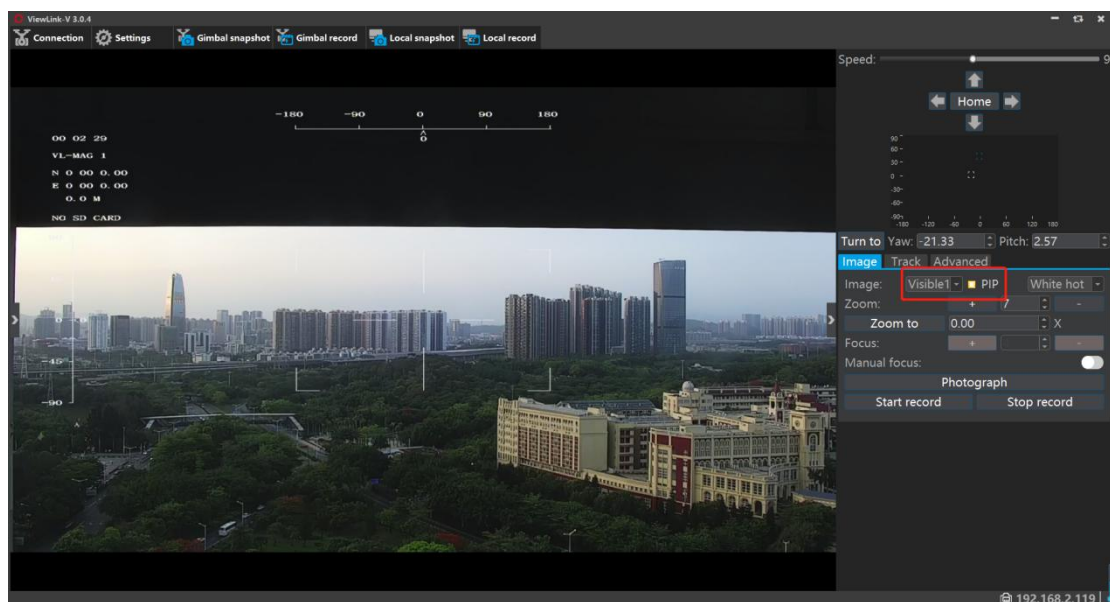 ViewLink-V 3.0.4
Connection Settings Gimbal snapshot Gimbal record Local snapshot Local record
Speed: 9
Home
-180 -90 0 90 180
0
00 02 29
VL-MAG 1
N 0 00 0.00
E 0 00 0.00
0.0 M
NO SD CARD
90
60
30
0
-30
-60
-90
-180 -120 -60 0 60 120 180
Turn to Yaw: -21.33 Pitch: 2.57
Image Track Advanced
Image: Visible1 PIP White hot
Zoom: + 7 -
Zoom to 0.00 X
Focus: + -
Manual focus:
Photograph
Start record Stop record
-45
-90
192.168.2.119